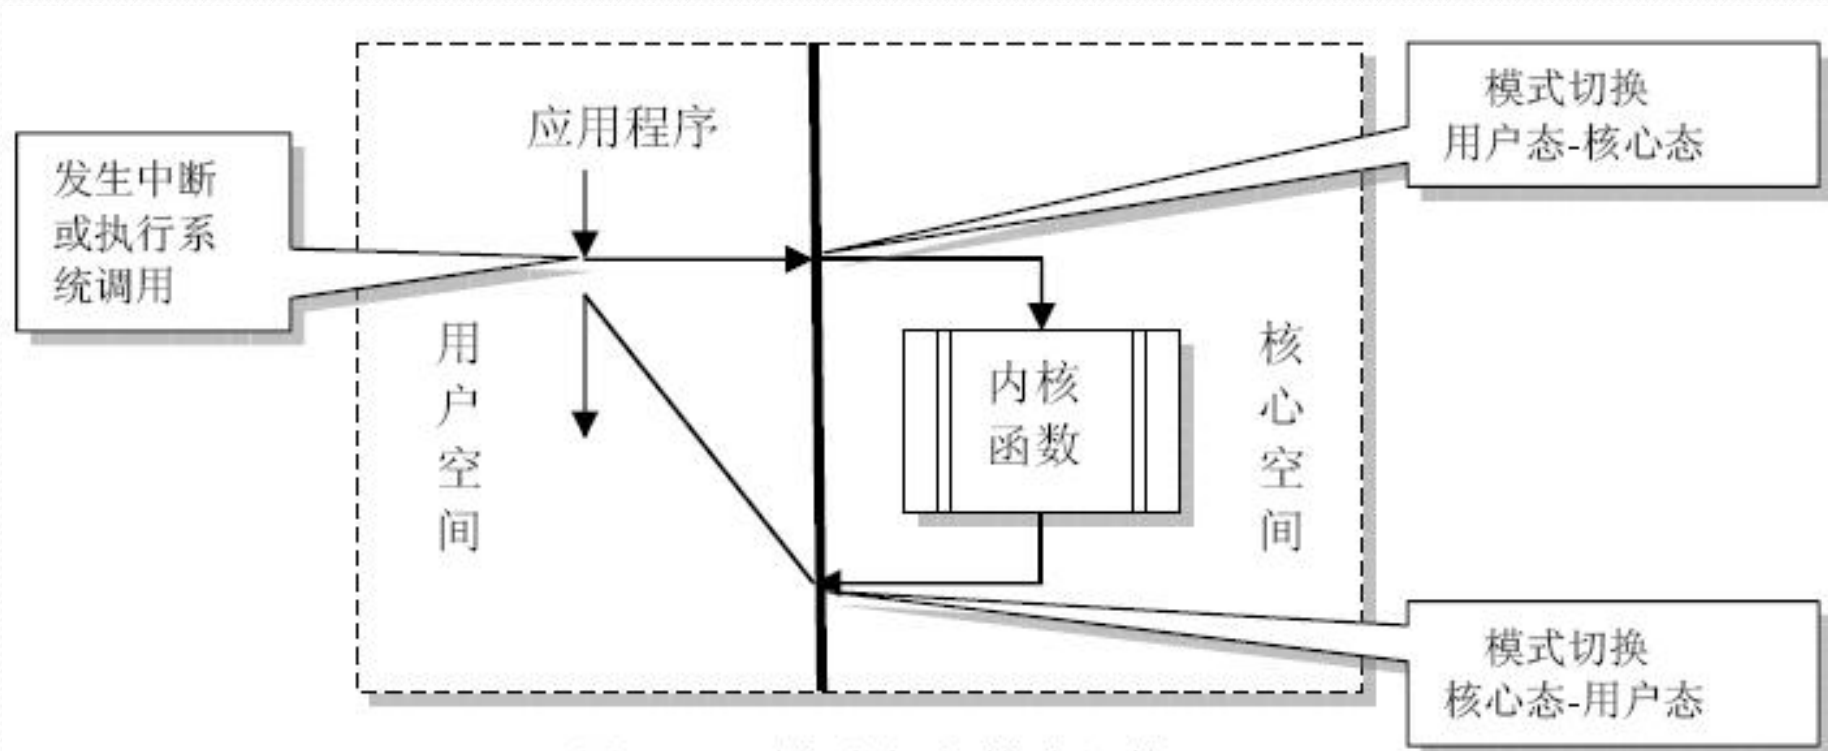 应用程序
发生中断
或执行系
统调用
模式切换
用户态-核心态
用户空间
内核
函数
核心空间
模式切换
核心态-用户态